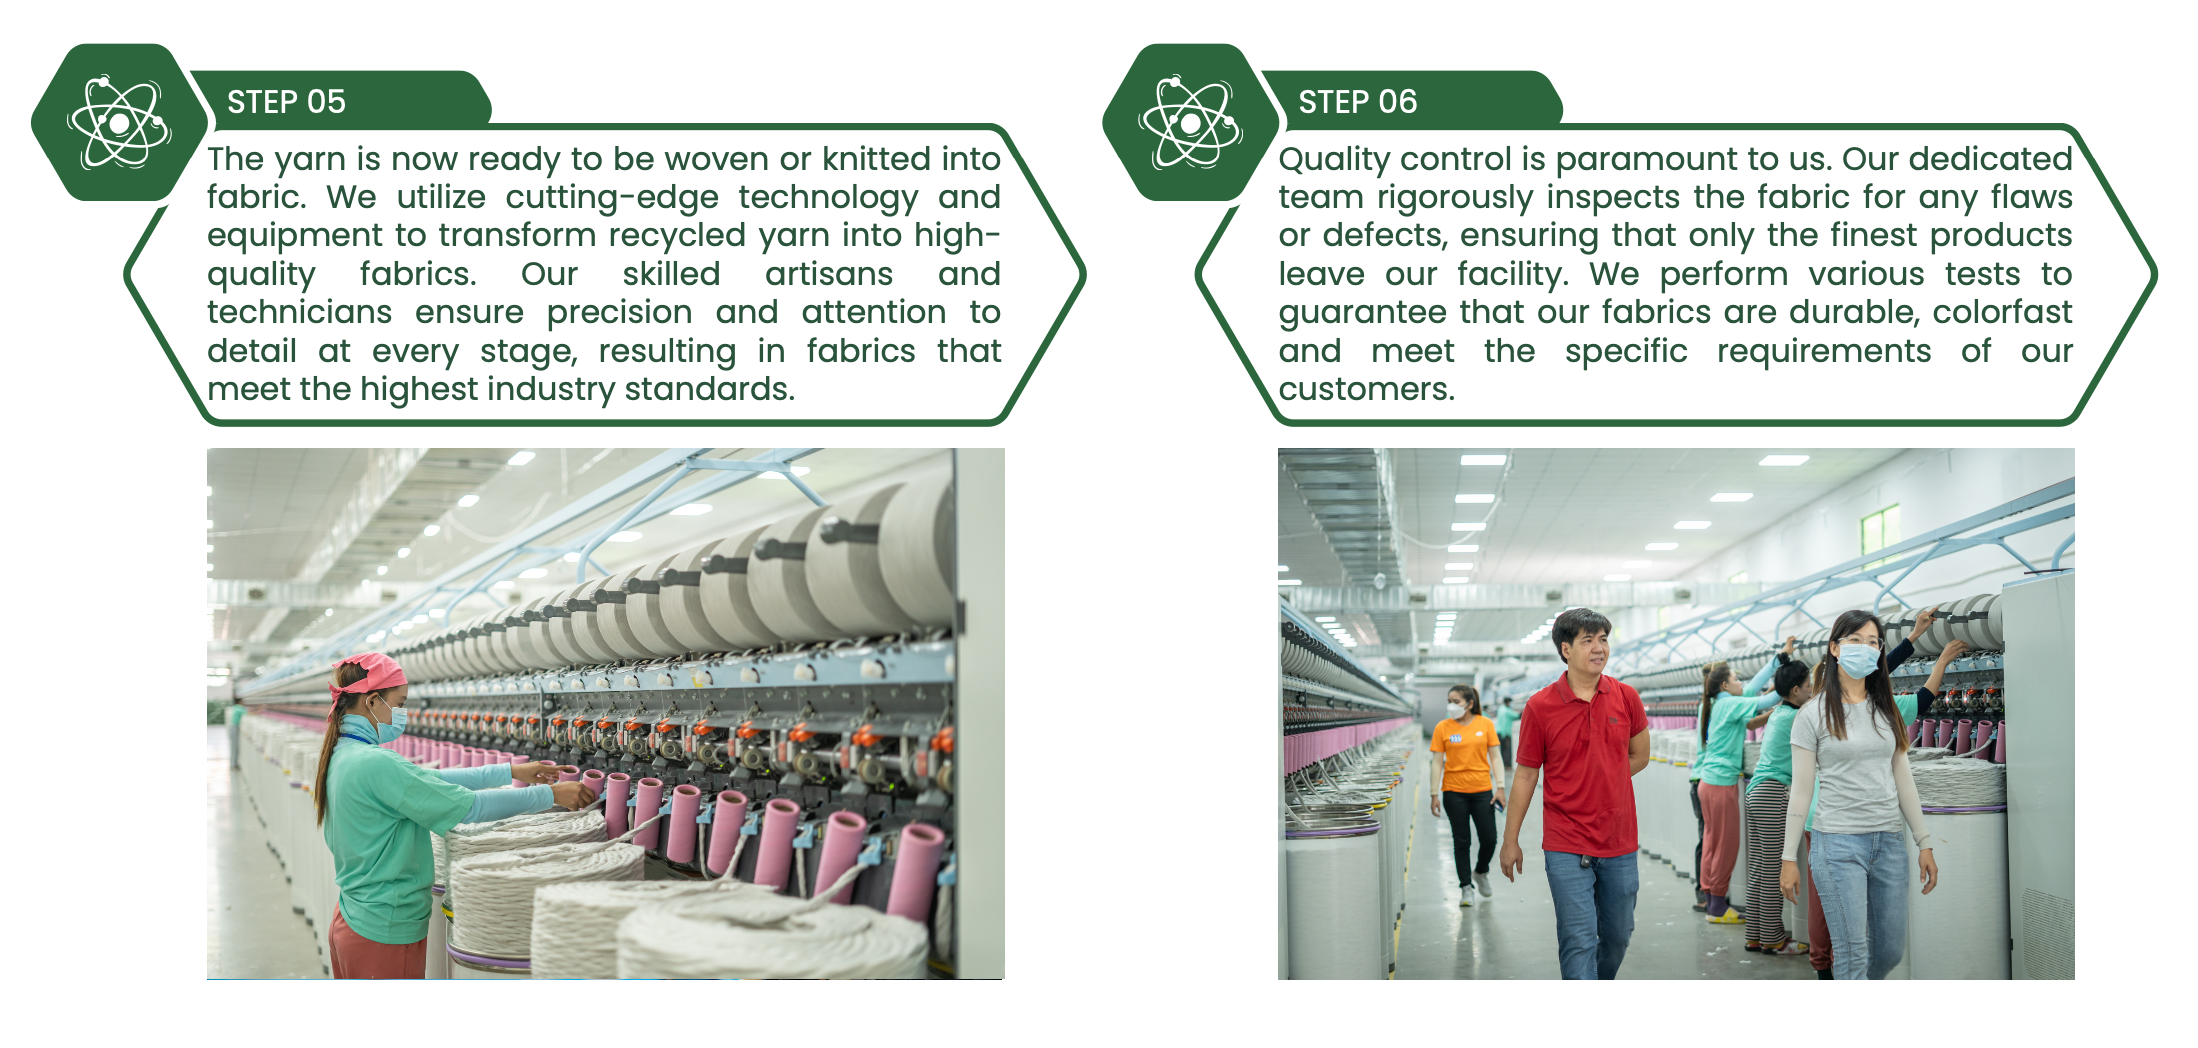 STEP 05
The yarn is now ready to be woven or knitted into
fabric. We utilize cutting-edge technology and
equipment to transform recycled yarn into high-
quality fabrics. Our skilled artisans and
technicians ensure precision and attention to
detail at every stage, resulting in fabrics that
meet the highest industry standards.
STEP 06
Quality control is paramount to us. Our dedicated
team rigorously inspects the fabric for any flaws
or defects, ensuring that only the finest products
leave our facility. We perform various tests to
guarantee that our fabrics are durable, colorfast
and meet the specific requirements of our
customers.